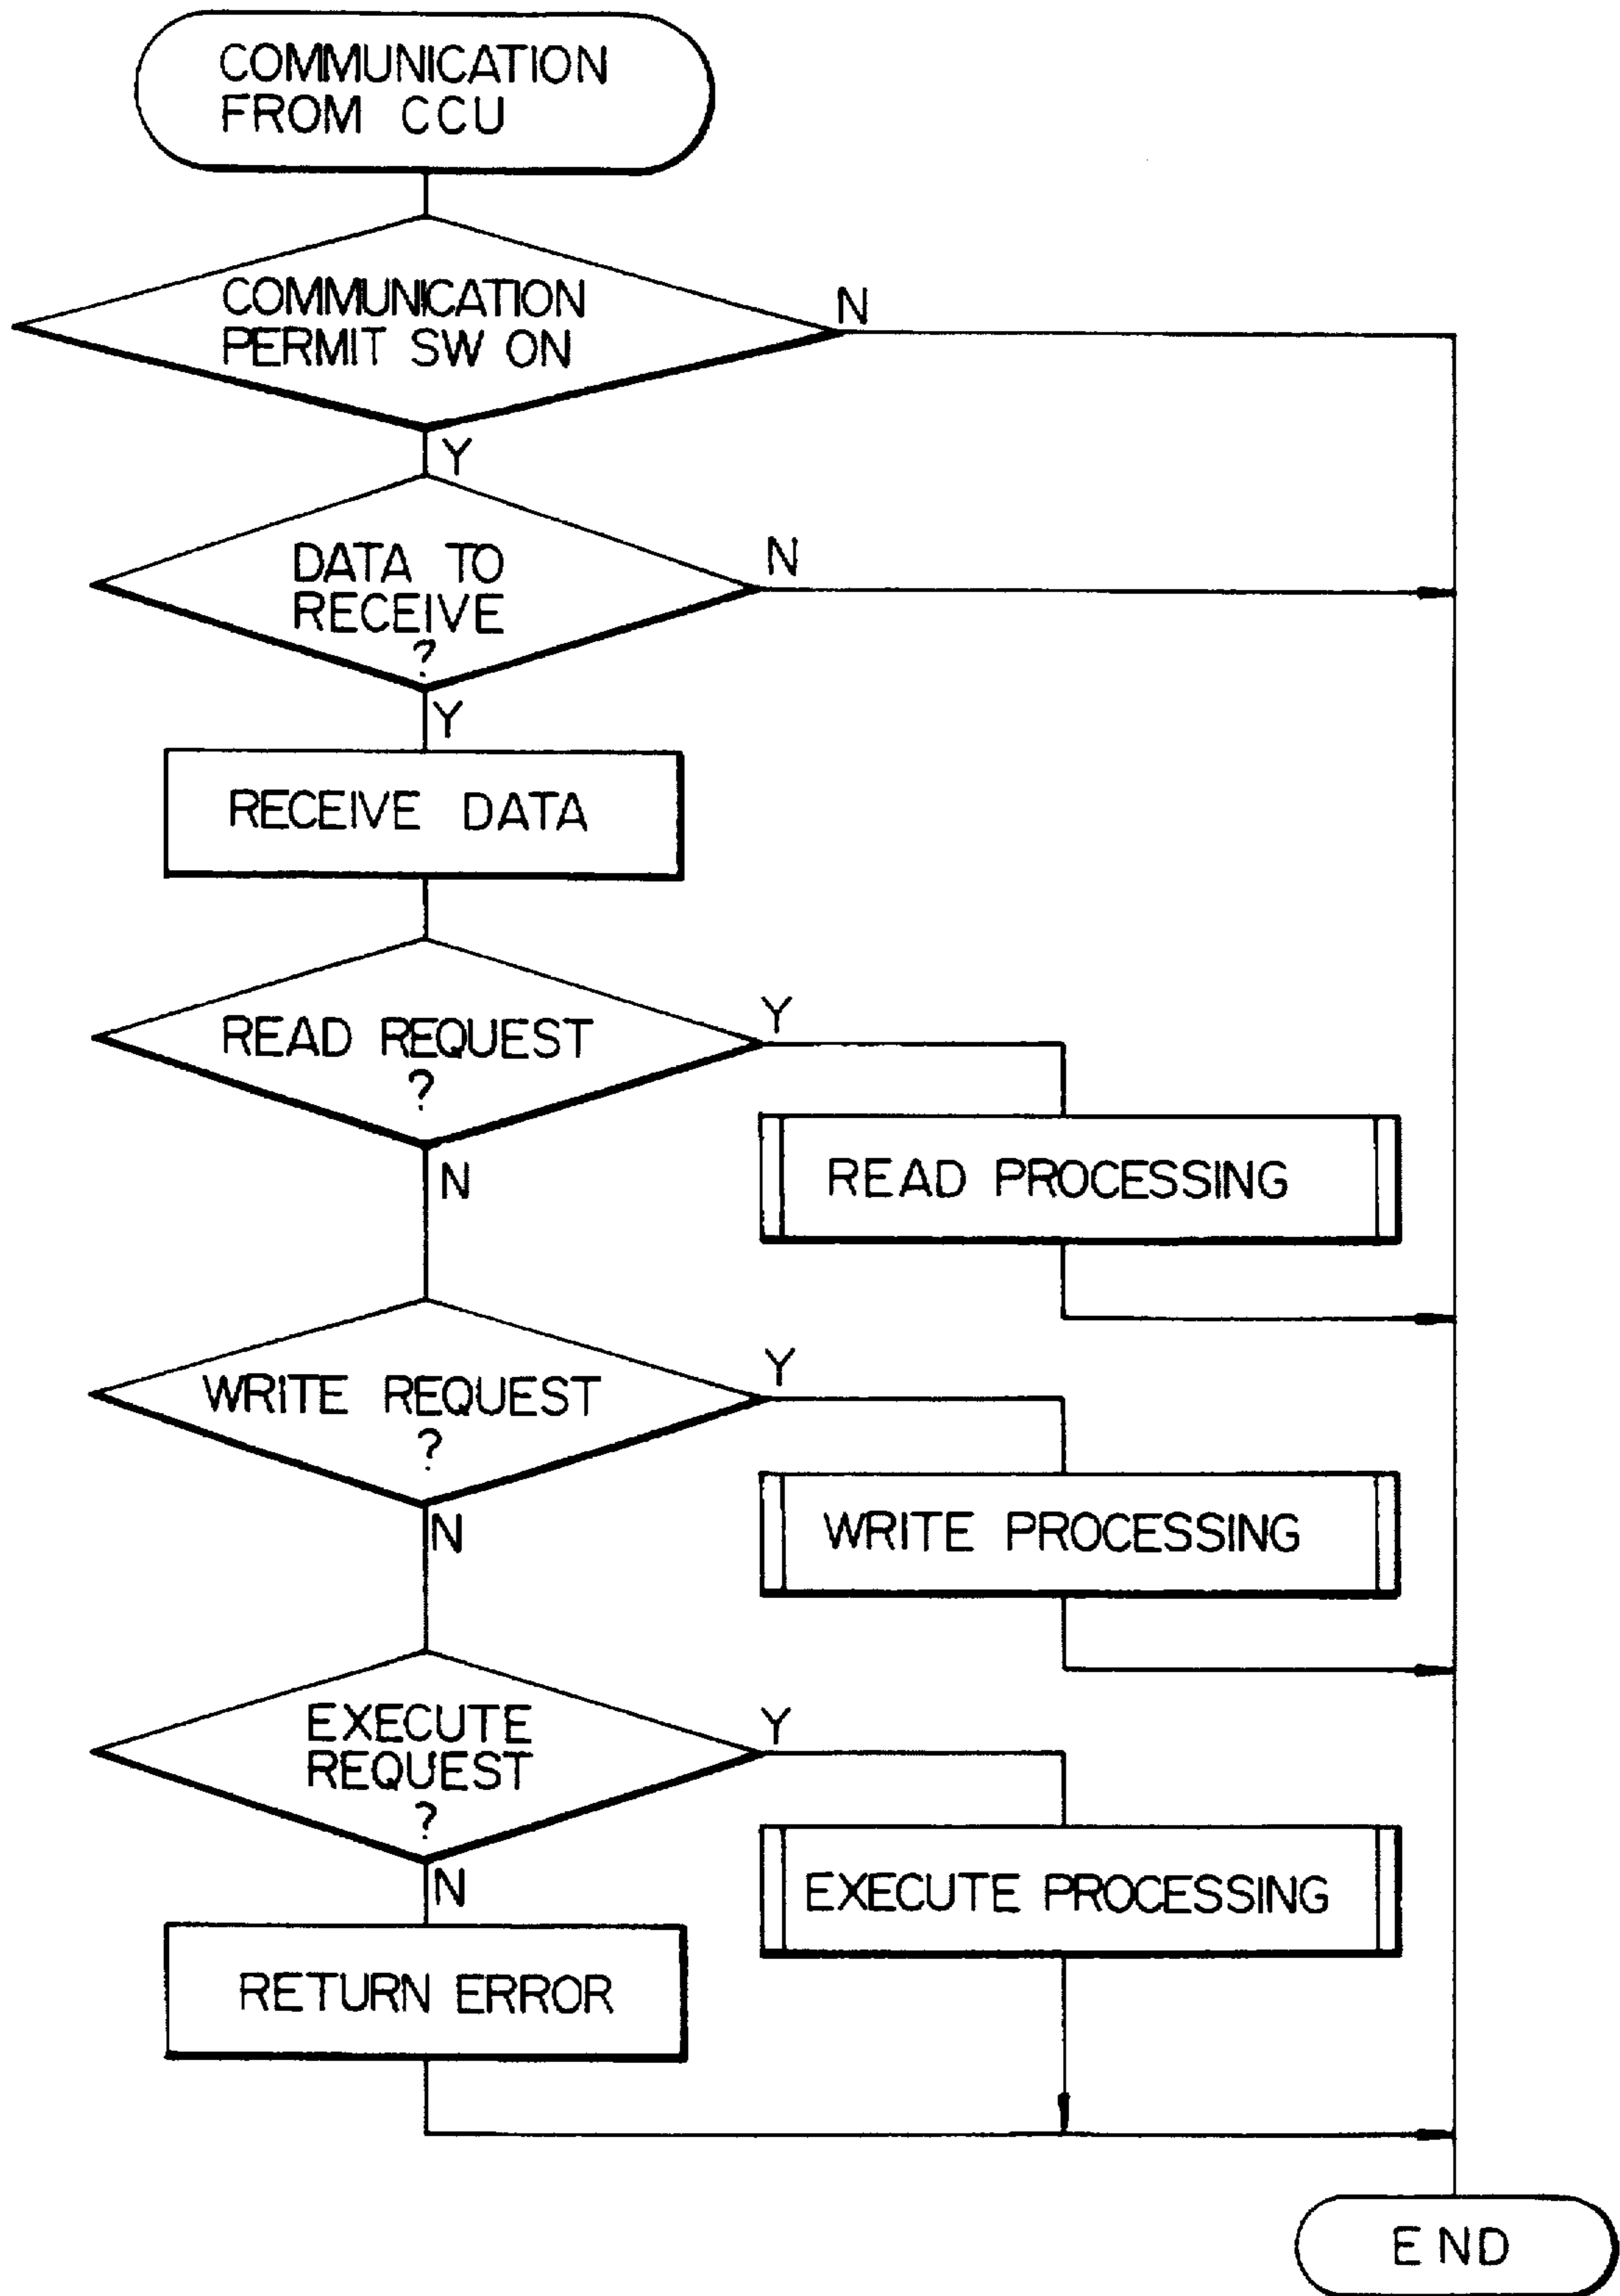 COMMUNICATION
FROM CCU
COMMUNICATION
PERMIT SW ON
N
Y
DATA TO
RECEIVE
?
N
Y
RECEIVE DATA
READ REQUEST
?
Y
N
READ PROCESSING
WRITE REQUEST
?
Y
N
WRITE PROCESSING
EXECUTE
REQUEST
?
Y
N
EXECUTE PROCESSING
RETURN ERROR
END